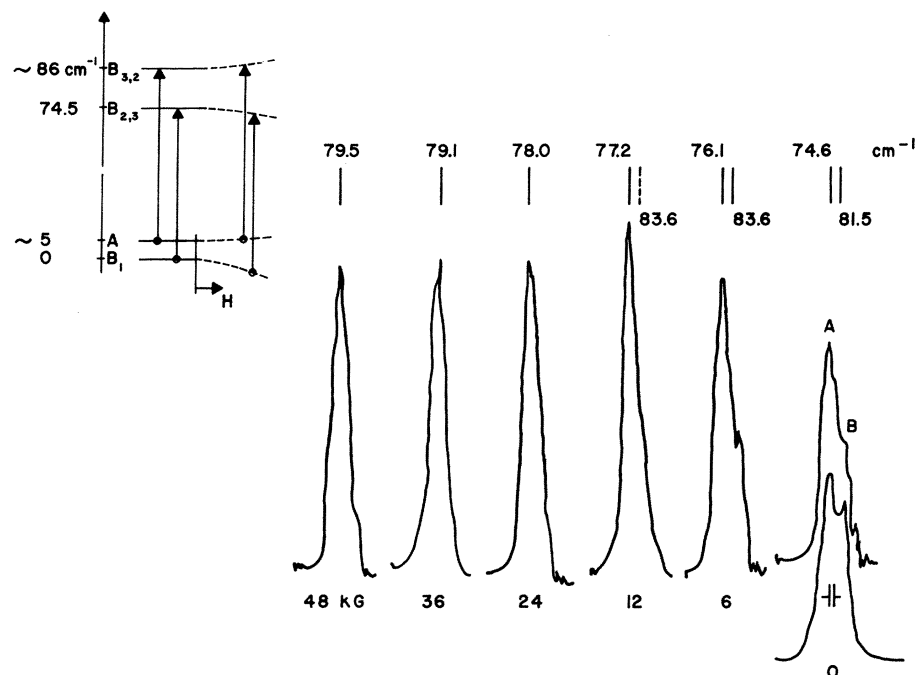 ~ 86 cm⁻¹ B₃,₂
74.5 B₂,₃
~ 5 A
0 B₁
H
79.5 79.1 78.0 77.2 76.1 74.6 cm⁻¹
83.6 83.6 81.5
A
B
48 KG 36 24 12 6
0